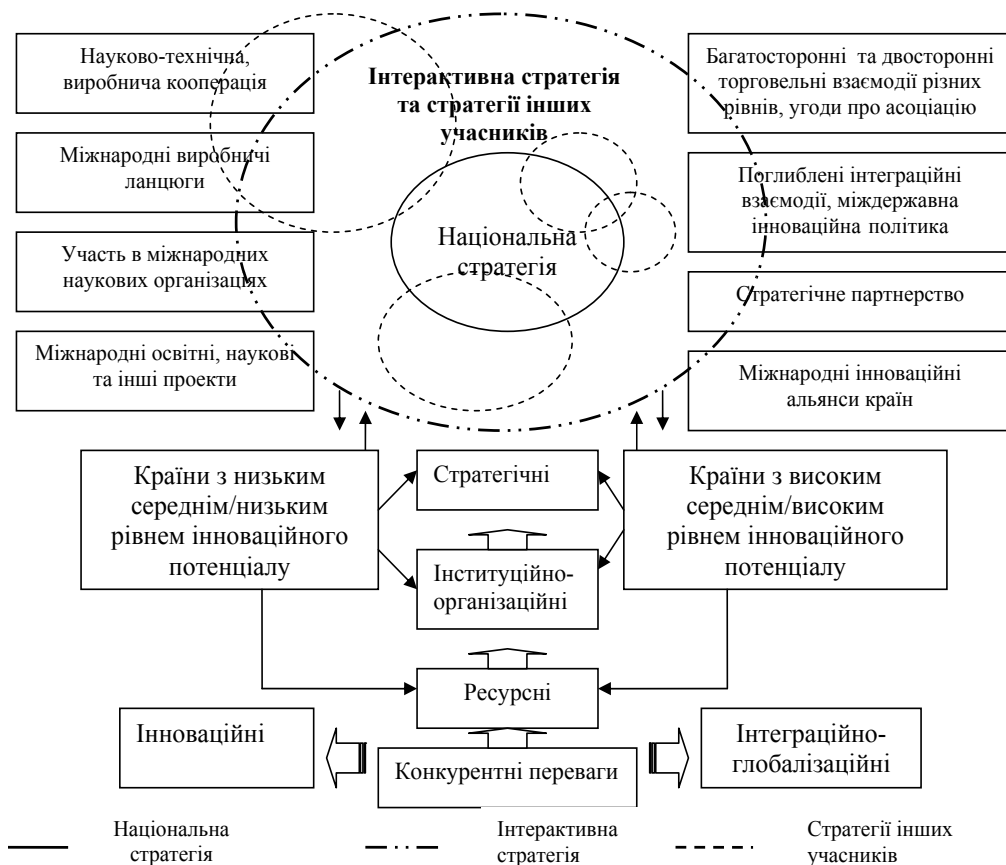 Науково-технічна,
виробнича кооперація
Міжнародні виробничі
ланцюги
Участь в міжнародних
наукових організаціях
Міжнародні освітні, наукові
та інші проекти
Інтерактивна стратегія
та стратегії інших
учасників
Національна
стратегія
Багатосторонні та двосторонні
торговельні взаємодії різних
рівнів, угоди про асоціацію
Поглиблені інтеграційні
взаємодії, міждержавна
інноваційна політика
Стратегічне партнерство
Міжнародні інноваційні
альянси країн
Країни з низьким
середнім/низьким
рівнем інноваційного
потенціалу
Стратегічні
Інституційно-
організаційні
Країни з високим
середнім/високим
рівнем інноваційного
потенціалу
Ресурсні
Інноваційні
Конкурентні переваги
Інтеграційно-
глобалізаційні
Національна
стратегія
Інтерактивна
стратегія
Стратегії інших
учасників